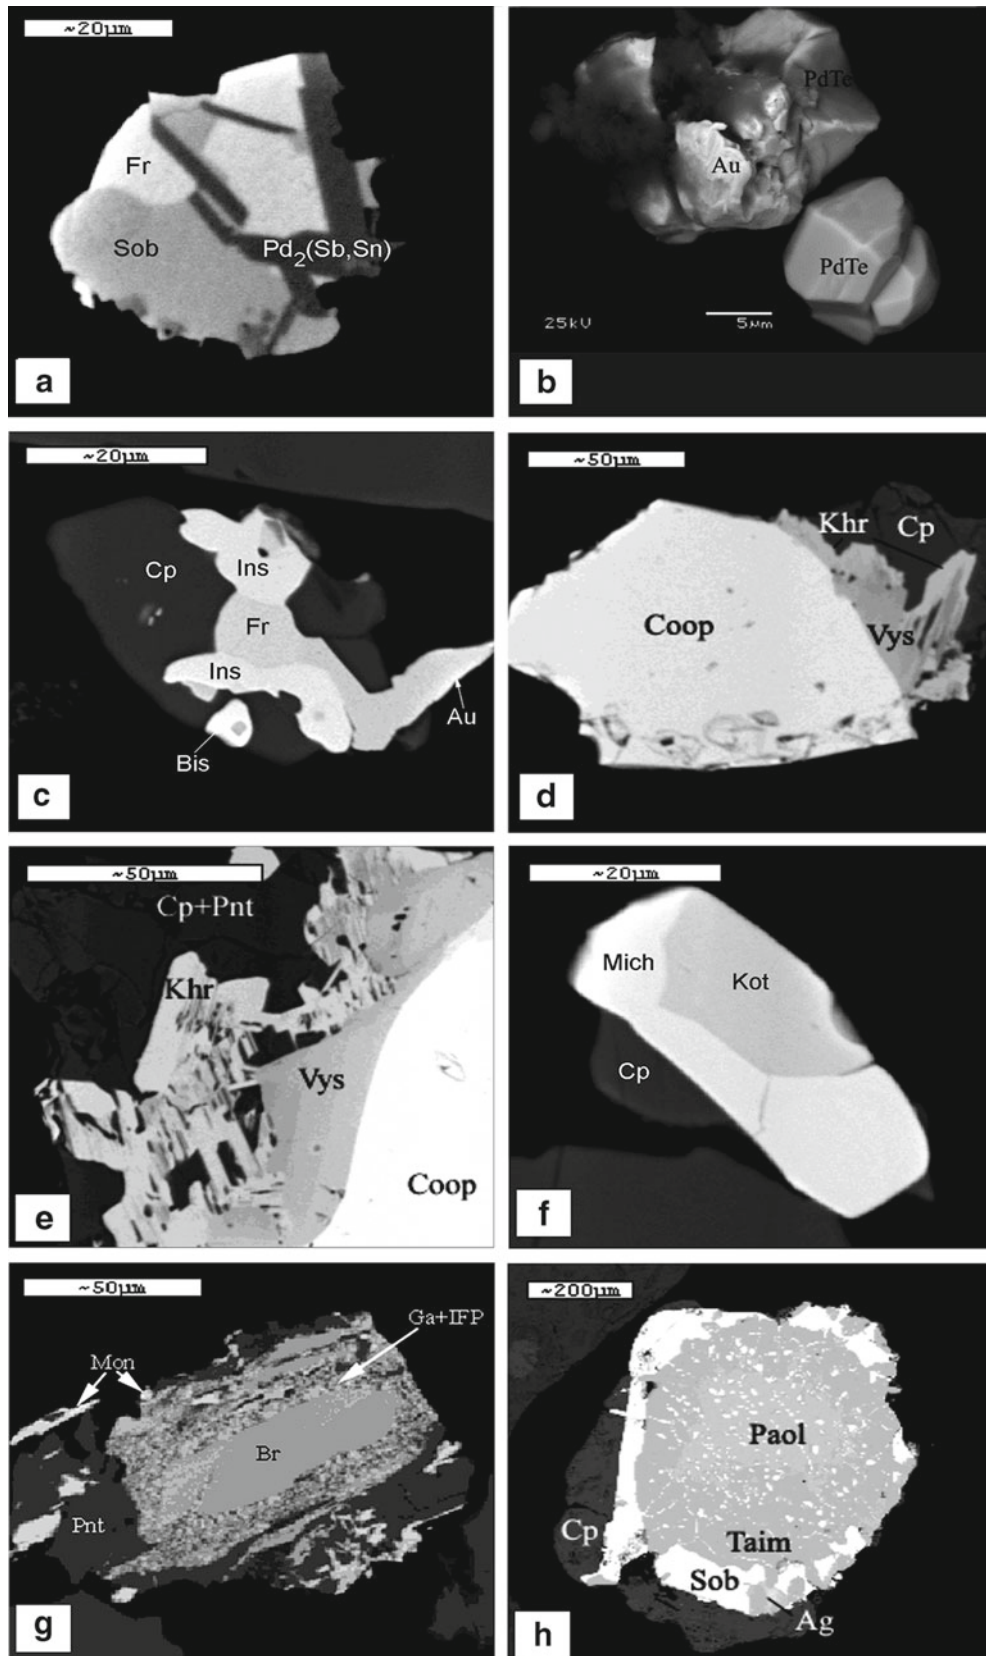 ~20µm
Fr
Sob
Pd2(Sb,Sn)
a
PdTe
Au
PdTe
25kV
5µm
b
~20µm
Cp
Ins
Fr
Ins
Au
Bis
c
~50µm
Khr
Cp
Coop
Vys
d
~50µm
Cp+Pnt
Khr
Vys
Coop
e
~20µm
Mich
Kot
Cp
f
~50µm
Ga+IFP
Mon
Br
Pnt
g
~200µm
Paol
Cp
Taim
Sob
Ag
h